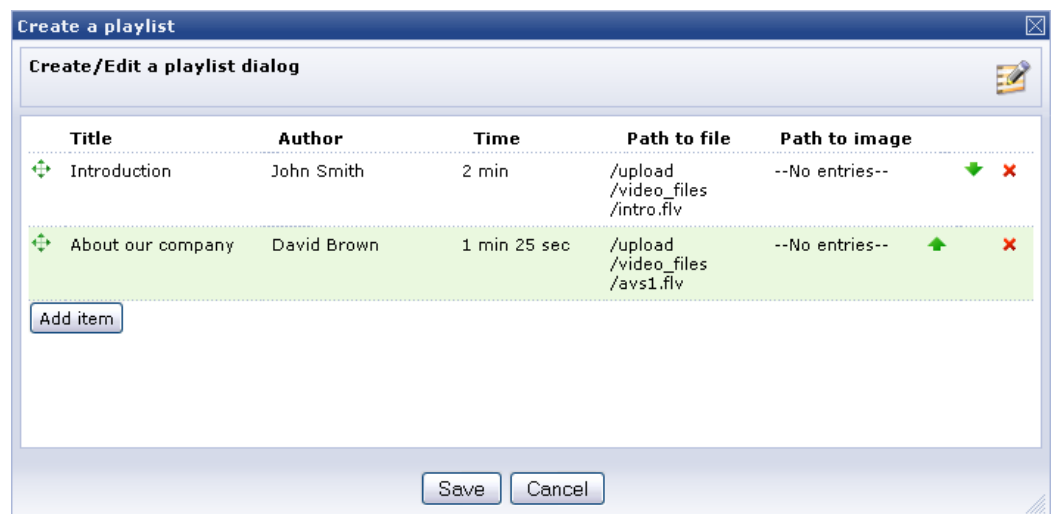 Create a playlist
Create/Edit a playlist dialog
Title Author Time Path to file Path to image
Introduction John Smith 2 min /upload --No entries--
/video_files
/intro.flv
About our company David Brown 1 min 25 sec /upload --No entries--
/video_files
/avs1.flv
Add item
Save Cancel